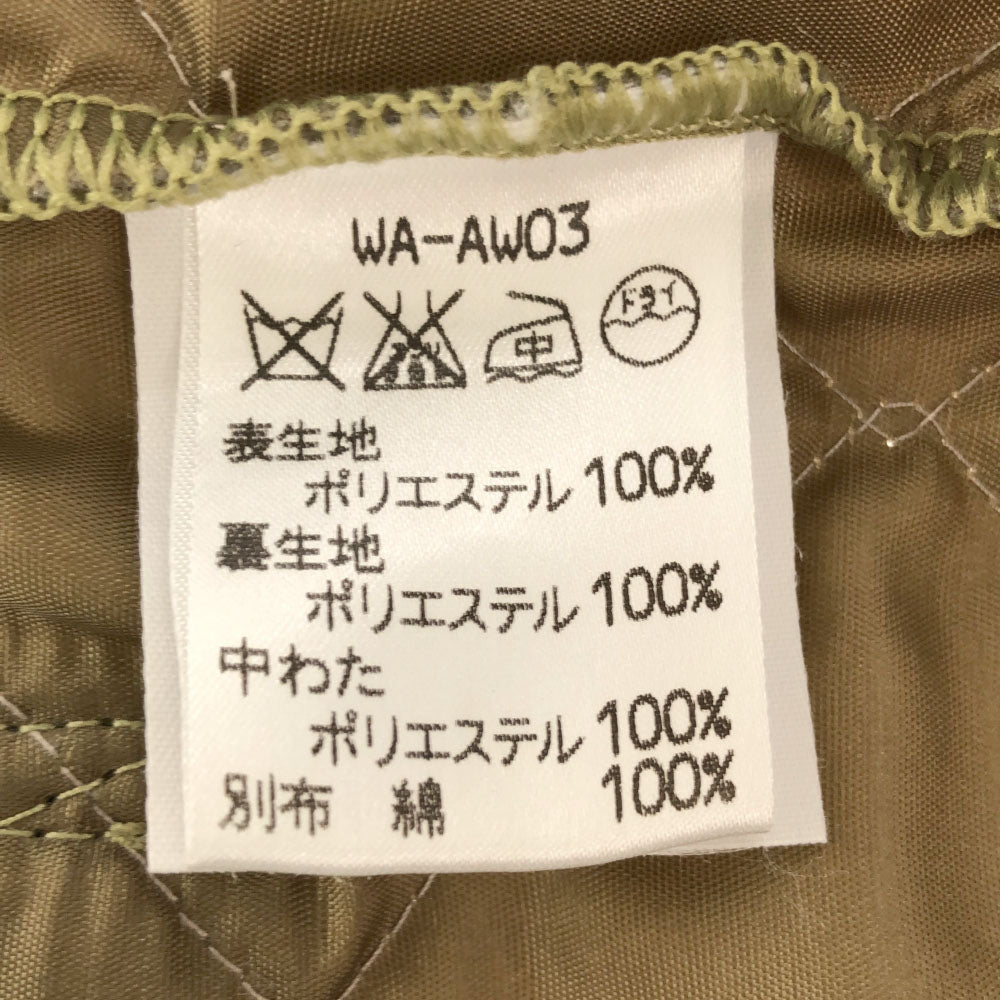 WA-AW03
中 ドライ
表生地
ポリエステル 100%
裏生地
ポリエステル 100%
中わた
ポリエステル 100%
別布 綿 100%